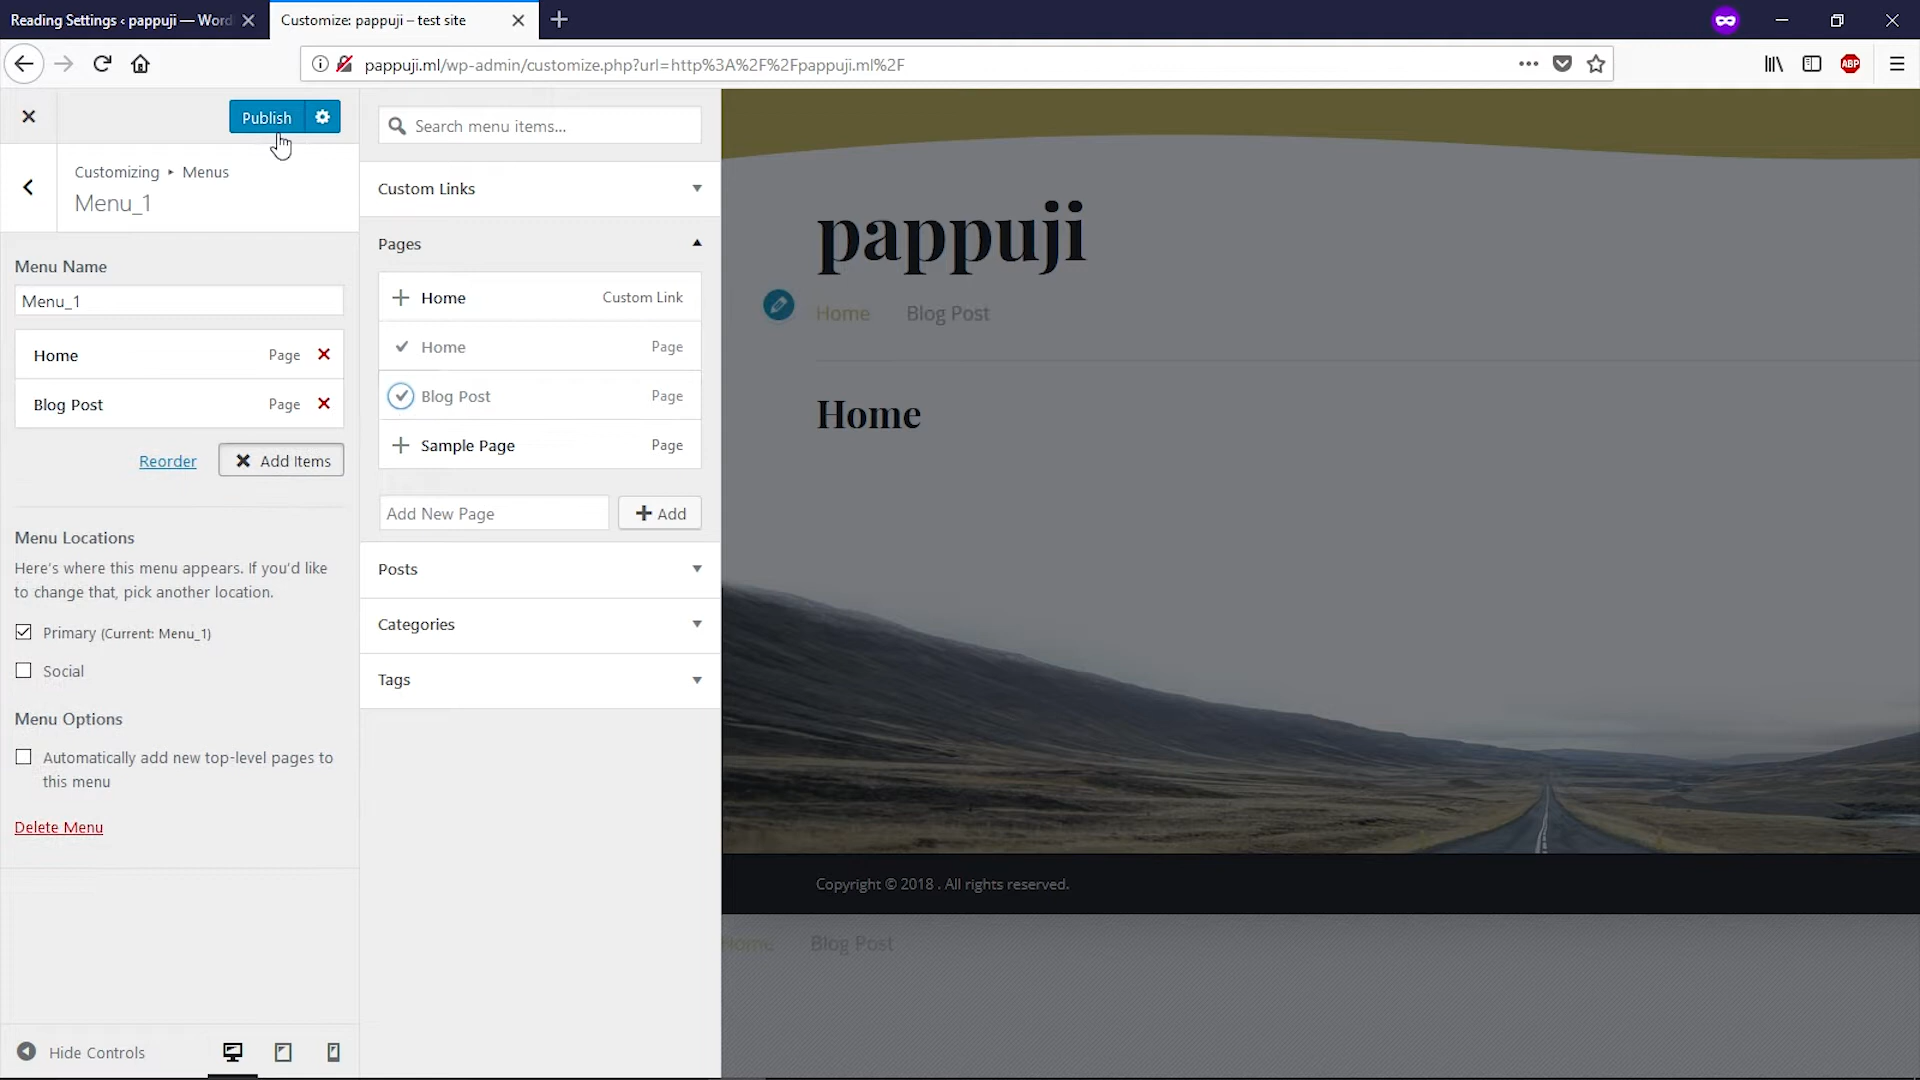 Reading Settings ‹ pappuji — Word
Customize: pappuji – test site
pappuji.ml/wp-admin/customize.php?url=http%3A%2F%2Fpappuji.ml%2F
ABP
Publish
Customizing ▸ Menus
Menu_1
Menu Name
Menu_1
Home Page
Blog Post Page
Reorder
Add Items
Menu Locations
Here's where this menu appears. If you'd like
to change that, pick another location.
Primary (Current: Menu_1)
Social
Menu Options
Automatically add new top-level pages to
this menu
Delete Menu
Hide Controls
Search menu items...
Custom Links
Pages
Home Custom Link
Home Page
Blog Post Page
Sample Page Page
Add New Page
Add
Posts
Categories
Tags
pappuji
Home Blog Post
Home
Copyright © 2018 . All rights reserved.
Home Blog Post